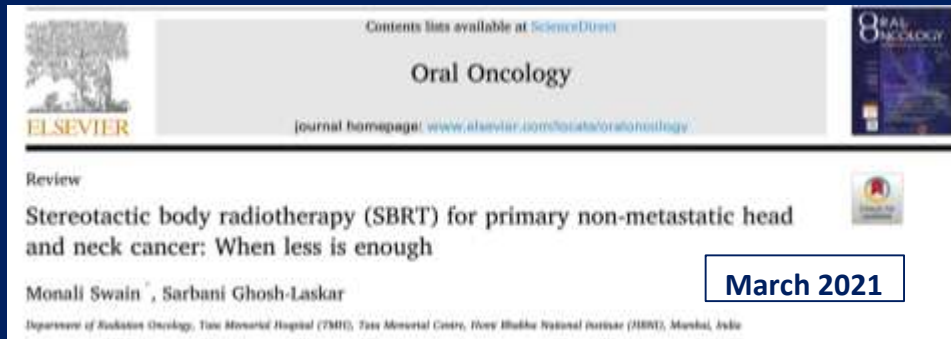 Contents lists available at ScienceDirect
ORAL
ONCOLOGY
Oral Oncology
ELSEVIER
journal homepage: www.elsevier.com/locate/oraloncology
Review
Stereotactic body radiotherapy (SBRT) for primary non-metastatic head
and neck cancer: When less is enough
March 2021
Monali Swain*, Sarbani Ghosh-Laskar
Department of Radiation Oncology, Tata Memorial Hospital (TMH), Tata Memorial Centre, Homi Bhabha National Institute (HBNI), Mumbai, India